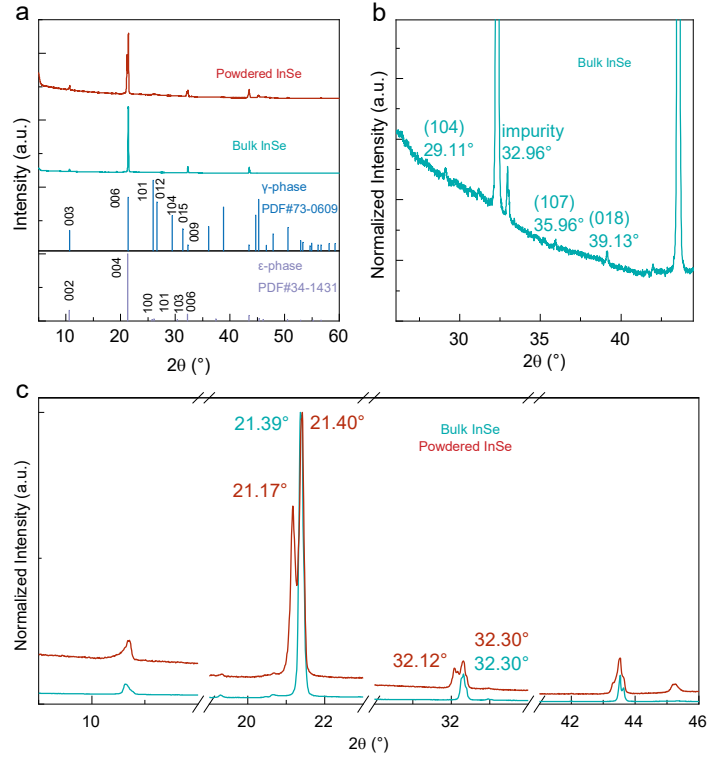 a
Intensity (a.u.)
Powdered InSe
Bulk InSe
γ-phase
PDF#73-0609
003
006
101
012
104
015
009
ε-phase
PDF#34-1431
002
004
100
101
103
006
10
20
30
40
50
60
2θ (°)
b
Normalized Intensity (a.u.)
Bulk InSe
(104)
29.11°
impurity
32.96°
(107)
35.96°
(018)
39.13°
30
35
40
2θ (°)
c
Normalized Intensity (a.u.)
21.39°
21.40°
21.17°
Bulk InSe
Powdered InSe
32.12°
32.30°
32.30°
10
20
22
32
42
44
46
2θ (°)